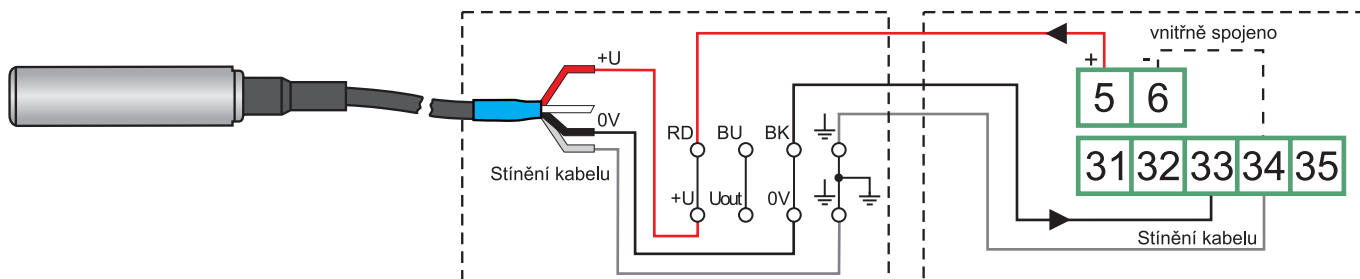 vnitřně spojeno
+U
+ -
5 6
0V
RD BU BK
31 32 33 34 35
Stínění kabelu
+U Uout 0V
Stínění kabelu